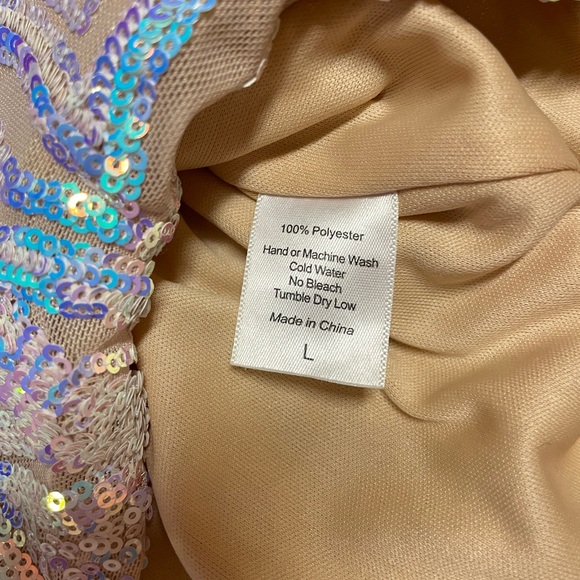 100% Polyester
Hand or Machine Wash
Cold Water
No Bleach
Tumble Dry Low
Made in China
L